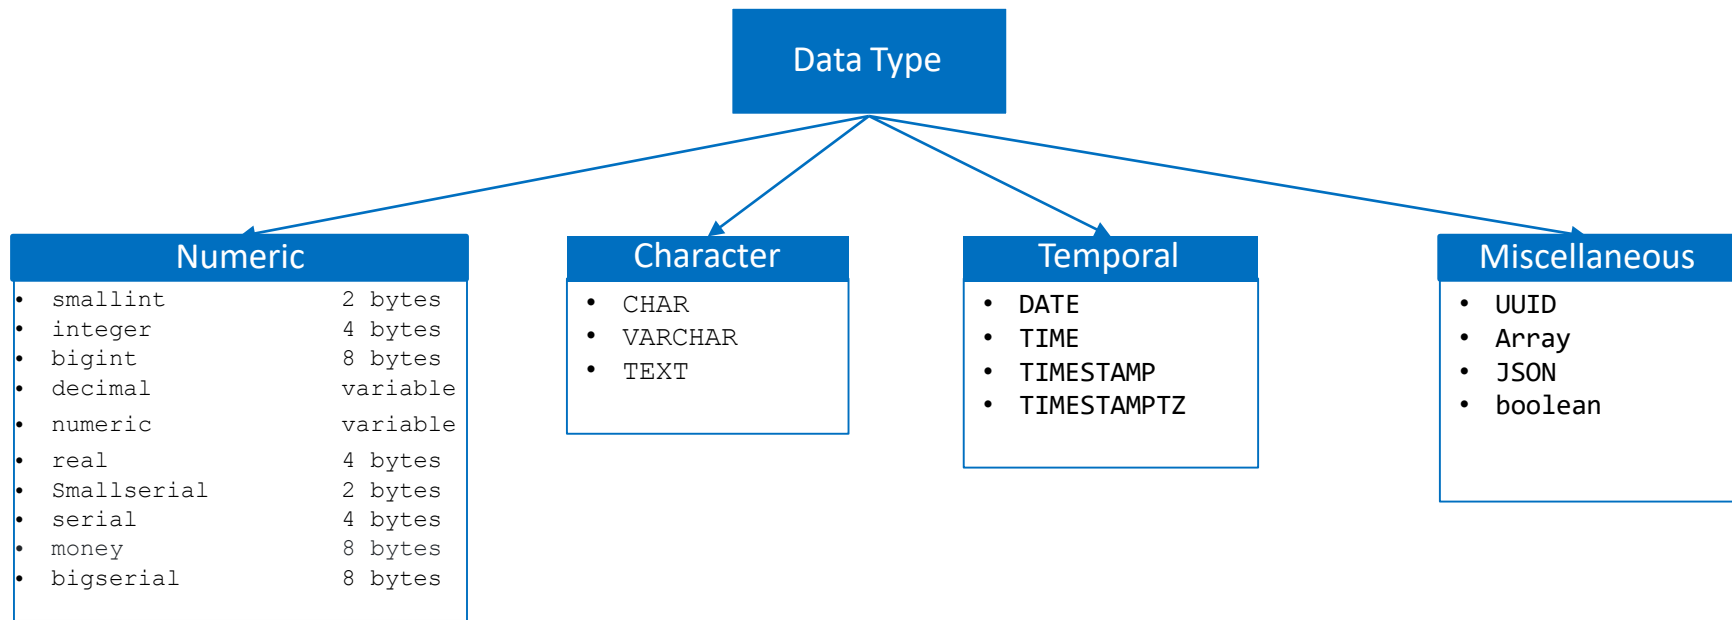 Data Type
Numeric
• smallint 2 bytes
• integer 4 bytes
• bigint 8 bytes
• decimal variable
• numeric variable
• real 4 bytes
• Smallserial 2 bytes
• serial 4 bytes
• money 8 bytes
• bigserial 8 bytes
Character
• CHAR
• VARCHAR
• TEXT
Temporal
• DATE
• TIME
• TIMESTAMP
• TIMESTAMPTZ
Miscellaneous
• UUID
• Array
• JSON
• boolean